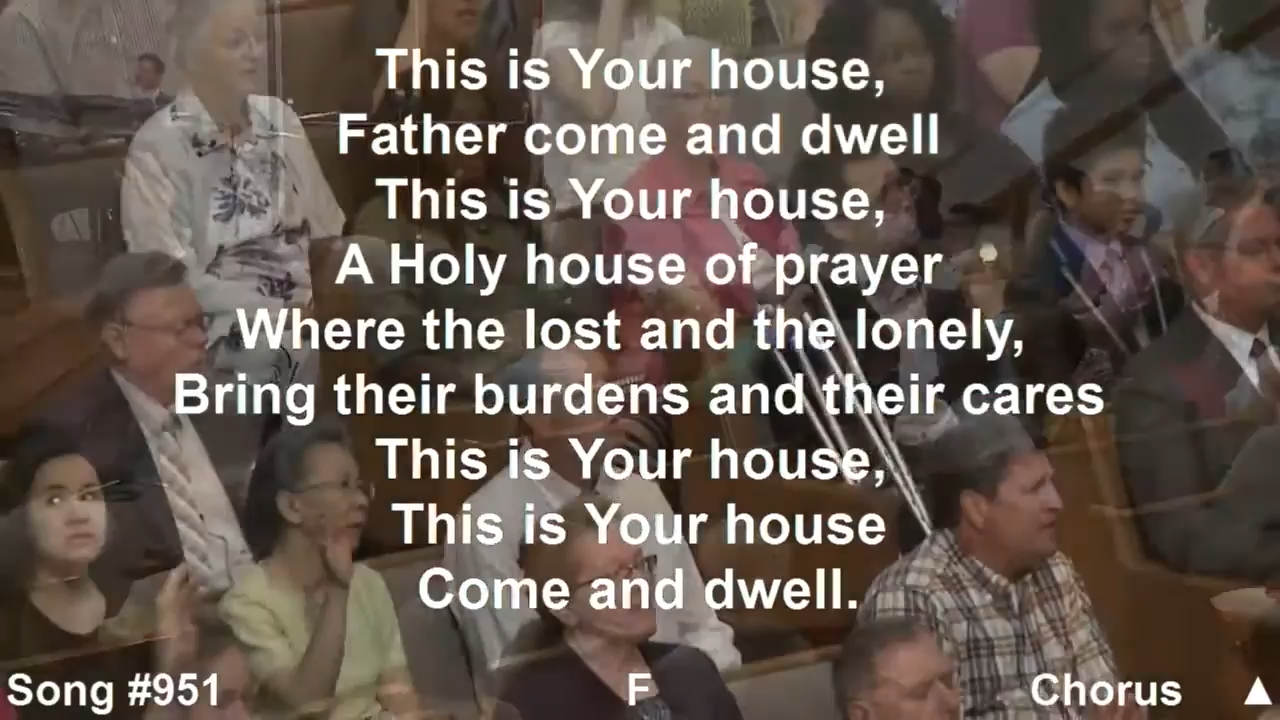 This is Your house,
Father come and dwell
This is Your house,
A Holy house of prayer
Where the lost and the lonely,
Bring their burdens and their cares
This is Your house,
This is Your house
Come and dwell.
Song #951 F Chorus ▲